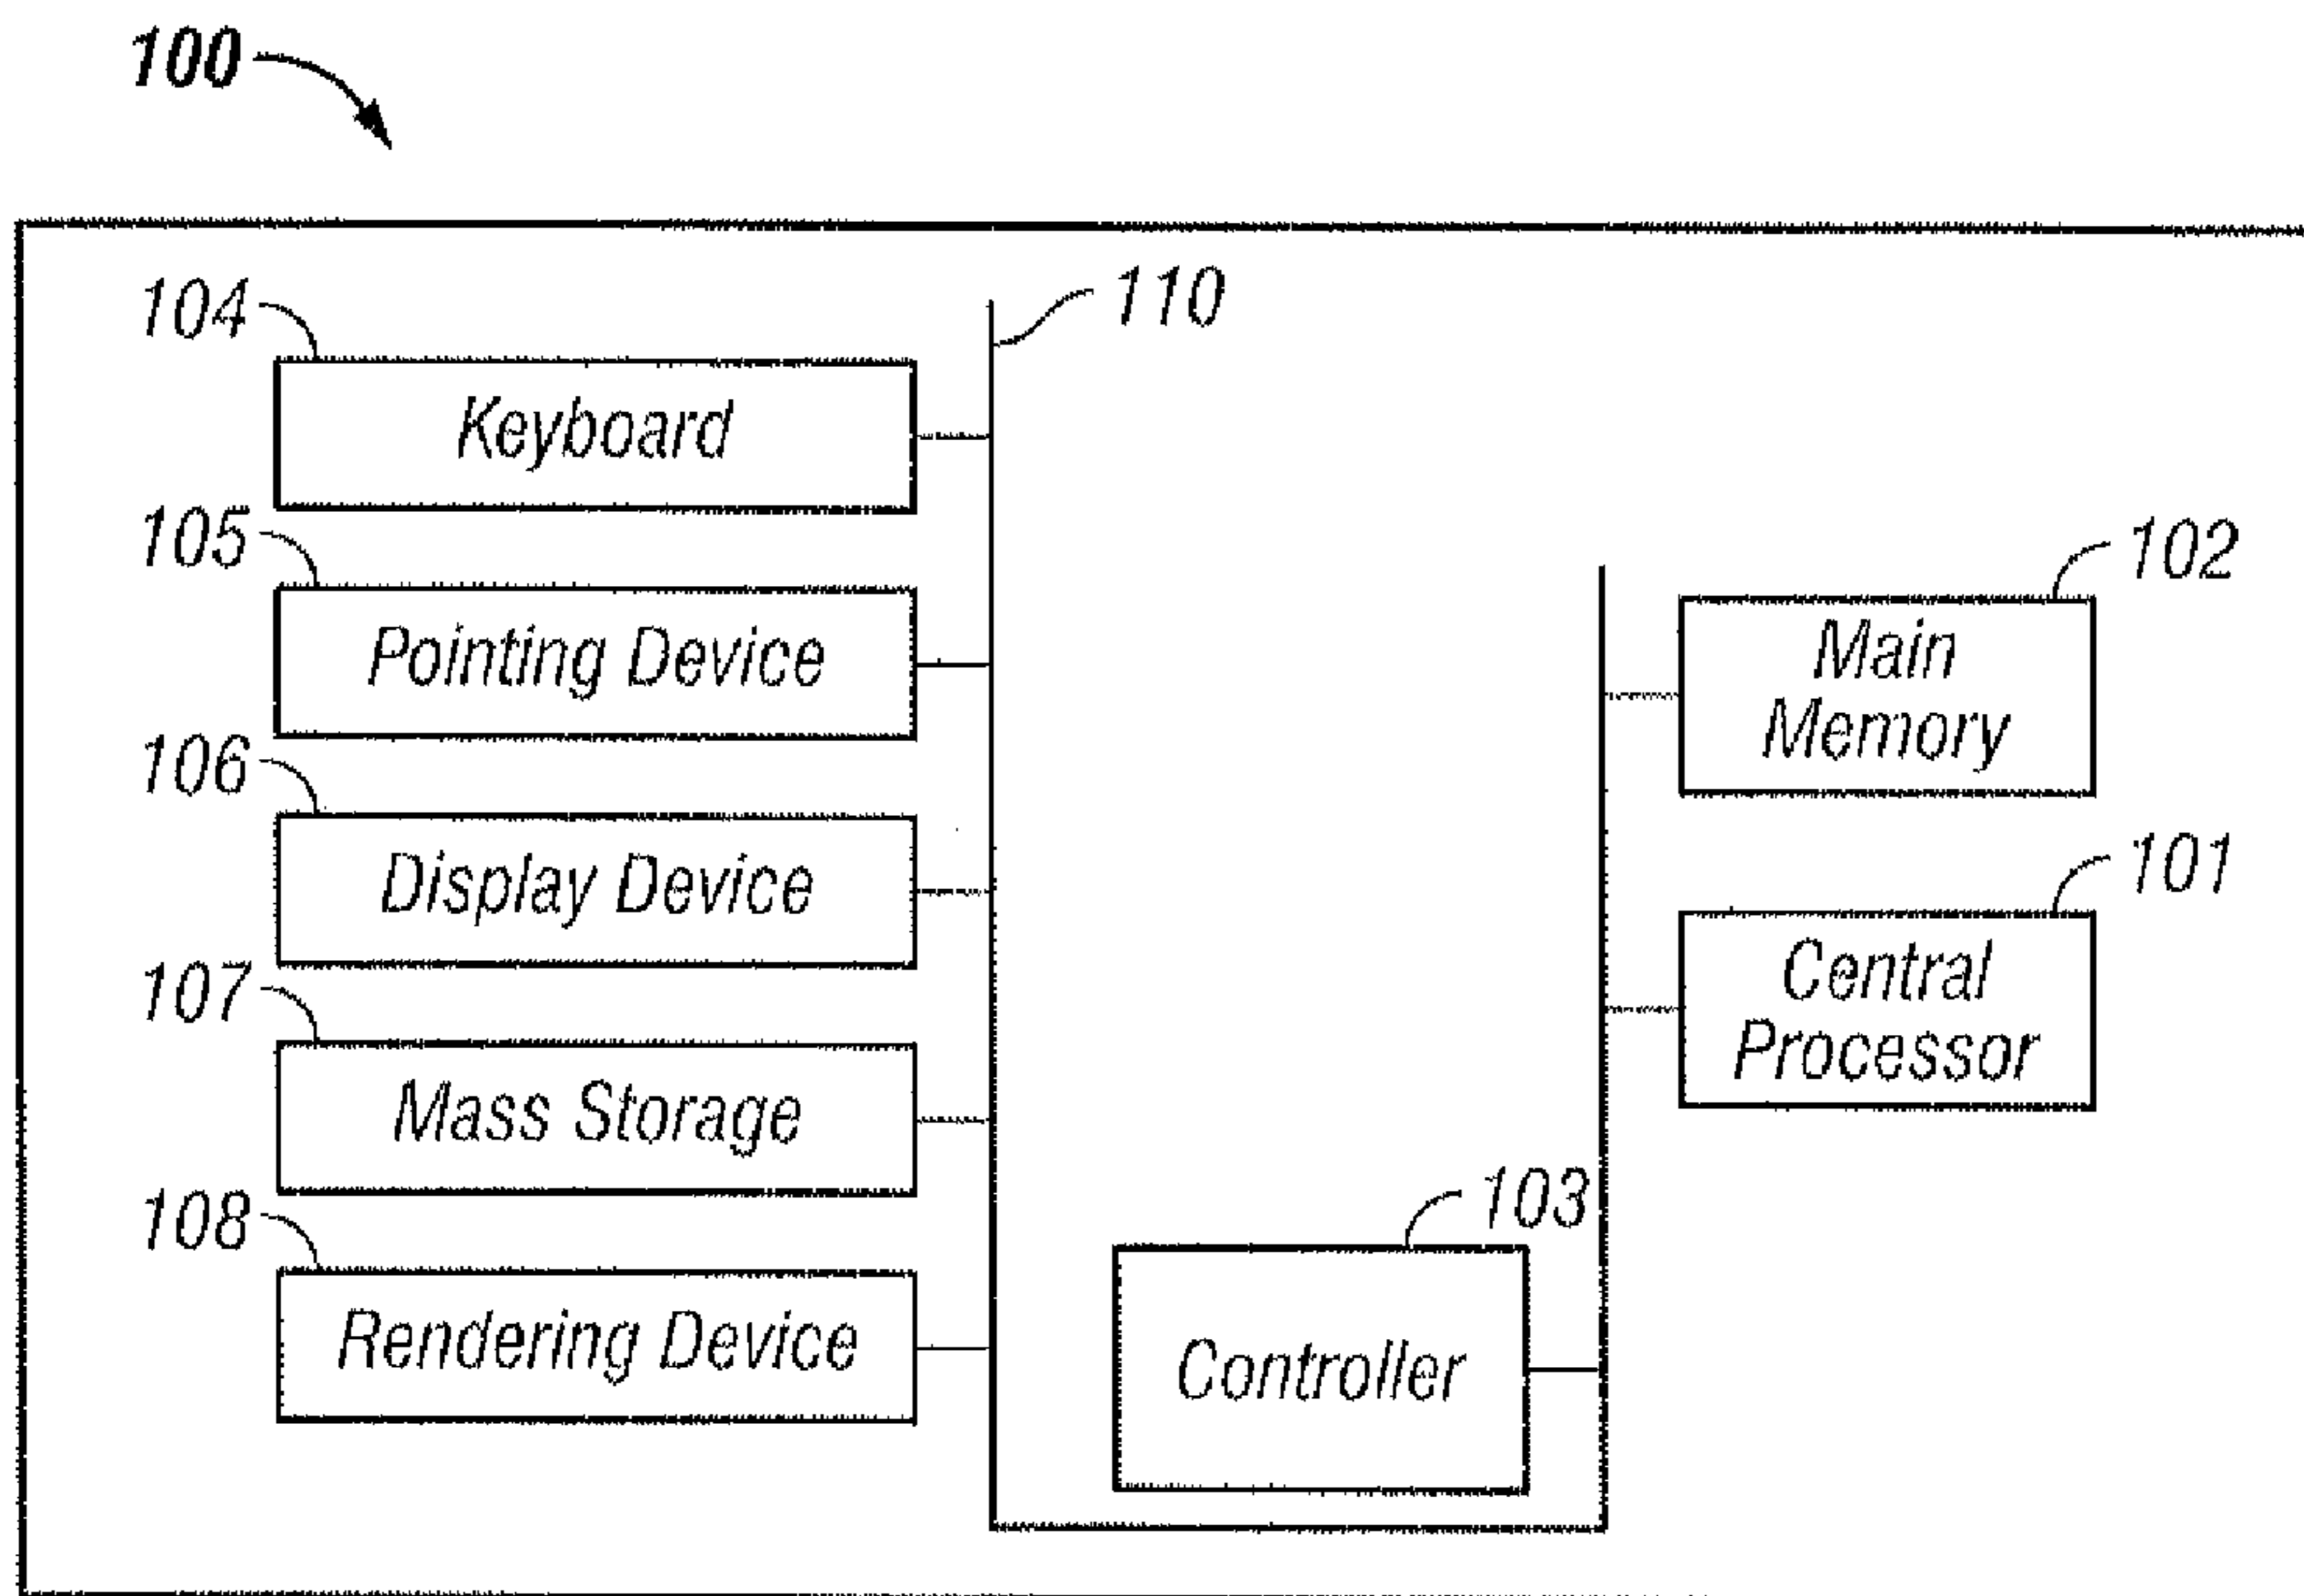 100
104
110
Keyboard
105
Pointing Device
102
Main
Memory
106
Display Device
101
Central
Processor
107
Mass Storage
103
108
Rendering Device
Controller